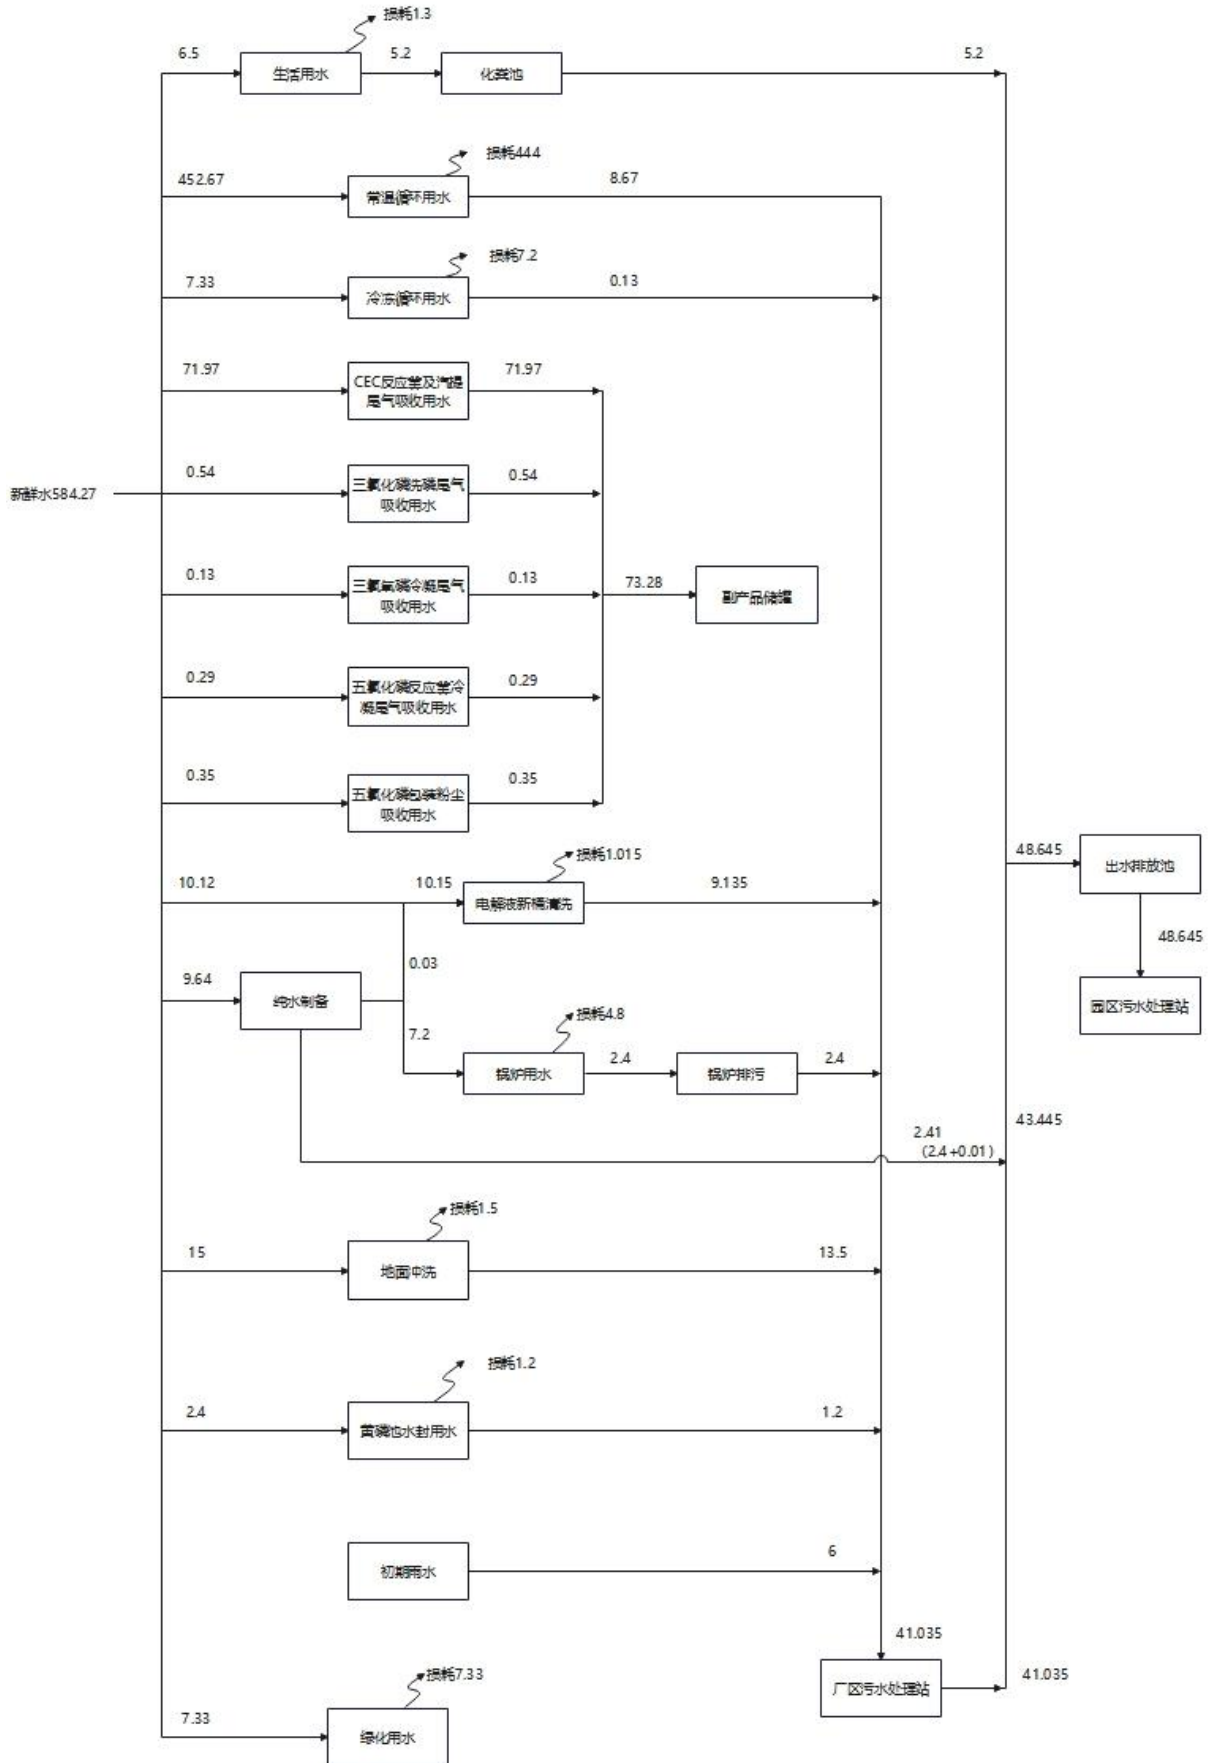 损耗1.3
6.5
生活用水
5.2
化粪池
5.2
损耗444
452.67
常温循环用水
8.67
损耗7.2
7.33
冷冻循环用水
0.13
71.97
CEC反应釜及汽提
尾气吸收用水
71.97
新鲜水584.27
0.54
三氯化磷洗磷尾气
吸收用水
0.54
0.13
三氯氧磷冷凝尾气
吸收用水
0.13
73.28
副产品储罐
0.29
五氯化磷反应釜冷
凝尾气吸收用水
0.29
0.35
五氯化磷包装粉尘
吸收用水
0.35
48.645
出水排放池
48.645
园区污水处理站
10.12
10.15
损耗1.015
电解液新桶清洗
9.135
0.03
9.64
纯水制备
7.2
损耗4.8
锅炉用水
2.4
锅炉排污
2.4
43.445
2.41
(2.4+0.01)
损耗1.5
15
地面冲洗
13.5
损耗1.2
2.4
黄磷池水封用水
1.2
初期雨水
6
41.035
厂区污水处理站
41.035
损耗7.33
7.33
绿化用水